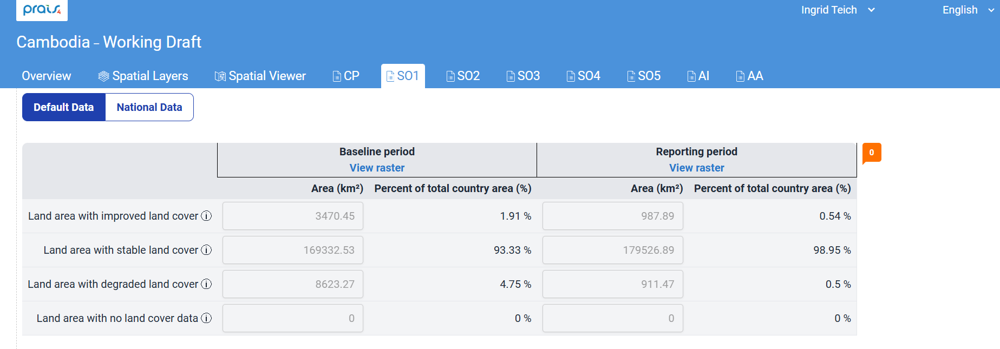 prais4
Ingrid Teich
English
Cambodia – Working Draft
Overview
Spatial Layers
Spatial Viewer
CP
SO1
SO2
SO3
SO4
SO5
AI
AA
Default Data
National Data
Baseline period
Reporting period
0
View raster
View raster
Area (km²) Percent of total country area (%) Area (km²) Percent of total country area (%)
Land area with improved land cover i 3470.45 1.91 % 987.89 0.54 %
Land area with stable land cover i 169332.53 93.33 % 179526.89 98.95 %
Land area with degraded land cover i 8623.27 4.75 % 911.47 0.5 %
Land area with no land cover data i 0 0 % 0 0 %